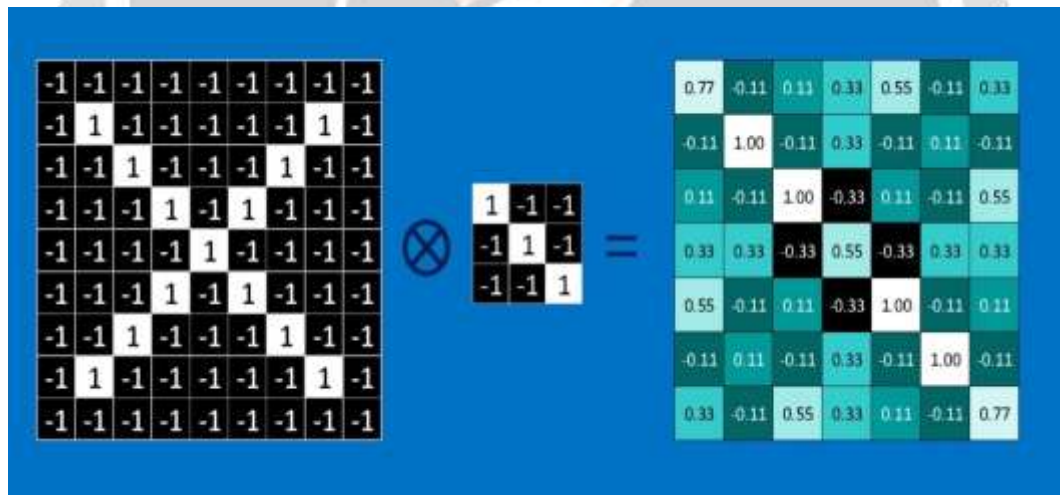 -1 -1 -1 -1 -1 -1 -1 -1 -1
-1 1 -1 -1 -1 -1 -1 1 -1
-1 -1 1 -1 -1 -1 1 -1 -1
-1 -1 -1 1 -1 1 -1 -1 -1
-1 -1 -1 -1 1 -1 -1 -1 -1
-1 -1 -1 1 -1 1 -1 -1 -1
-1 -1 1 -1 -1 -1 1 -1 -1
-1 1 -1 -1 -1 -1 -1 1 -1
-1 -1 -1 -1 -1 -1 -1 -1 -1
⊗
1 -1 -1
-1 1 -1
-1 -1 1
=
0.77 -0.11 0.11 0.33 0.55 -0.11 0.33
-0.11 1.00 -0.11 0.33 -0.11 0.11 -0.11
0.11 -0.11 1.00 -0.33 0.11 -0.11 0.55
0.33 0.33 -0.33 0.55 -0.33 0.33 0.33
0.55 -0.11 0.11 -0.33 1.00 -0.11 0.11
-0.11 0.11 -0.11 0.33 -0.11 1.00 -0.11
0.33 -0.11 0.55 0.33 0.11 -0.11 0.77